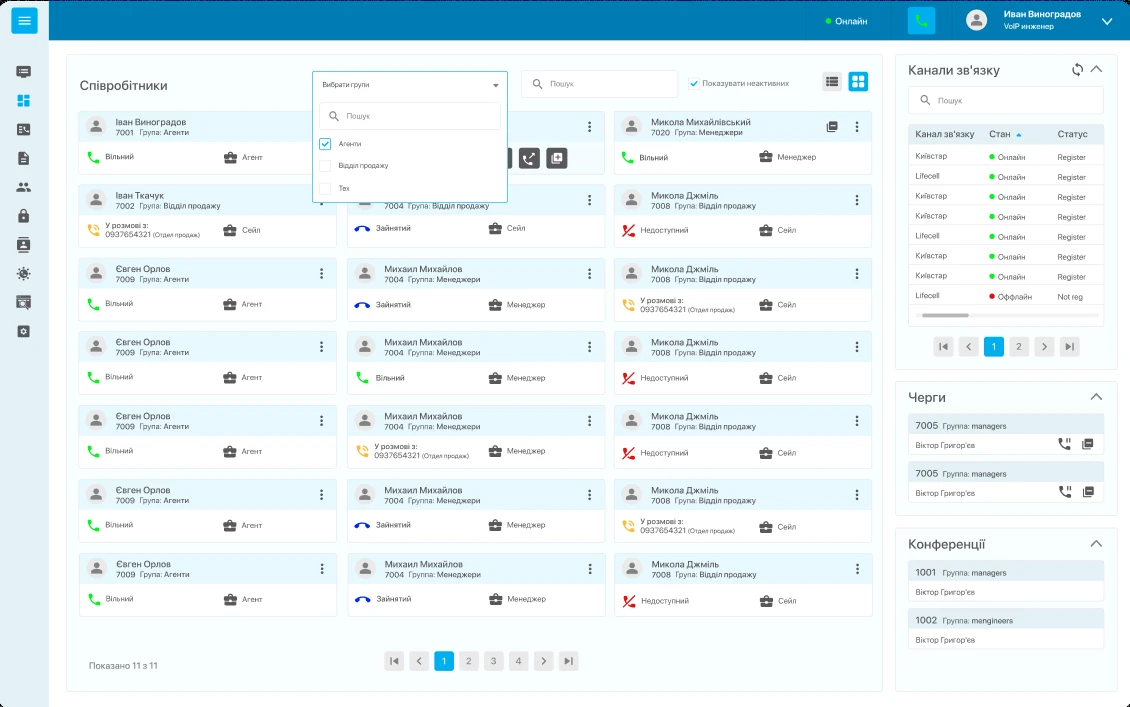 Онлайн
Иван Виноградов
VoIP инженер
Співробітники
Вибрати групи
Пошук
Агенти
Відділ продажу
Тех
Пошук
Показувати неактивних
Іван Виноградов
7001 Група: Агенти
Вільний
Агент
Микола Михайлівський
7020 Група: Менеджери
Вільний
Менеджер
Іван Ткачук
7002 Група: Відділ продажу
У розмові з:
0937654321 (Отдел продаж)
Сейл
7004 Група: Відділ продажу
Зайнятий
Сейл
Микола Джміль
7008 Група: Відділ продажу
Недоступний
Сейл
Євген Орлов
7009 Група: Агенти
Вільний
Агент
Михаил Михайлов
7004 Група: Менеджери
Зайнятий
Менеджер
Микола Джміль
7008 Група: Відділ продажу
У розмові з:
0937654321 (Отдел продаж)
Сейл
Євген Орлов
7009 Група: Агенти
Вільний
Агент
Михаил Михайлов
7004 Група: Менеджери
Вільний
Менеджер
Микола Джміль
7008 Група: Відділ продажу
Недоступний
Сейл
Євген Орлов
7009 Група: Агенти
Вільний
Агент
Михаил Михайлов
7004 Група: Менеджери
У розмові з:
0937654321 (Отдел продаж)
Менеджер
Микола Джміль
7008 Група: Відділ продажу
Недоступний
Сейл
Євген Орлов
7009 Група: Агенти
Вільний
Агент
Михаил Михайлов
7004 Група: Менеджери
Зайнятий
Менеджер
Микола Джміль
7008 Група: Відділ продажу
У розмові з:
0937654321 (Отдел продаж)
Сейл
Євген Орлов
7009 Група: Агенти
Вільний
Агент
Михаил Михайлов
7004 Група: Менеджери
Зайнятий
Менеджер
Микола Джміль
7008 Група: Відділ продажу
Недоступний
Сейл
Показано 11 з 11
1 2 3 4
Канали зв'язку
Пошук
Канал зв'язку Стан Статус
Київстар Онлайн Register
Lifecell Онлайн Register
Київстар Онлайн Register
Київстар Онлайн Register
Lifecell Онлайн Register
Київстар Онлайн Register
Київстар Онлайн Register
Lifecell Оффлайн Not reg
1 2
Черги
7005 Группа: managers
Віктор Григор'єв
7005 Группа: managers
Віктор Григор'єв
Конференції
1001 Группа: managers
Віктор Григор'єв
1002 Группа: mengineers
Віктор Григор'єв